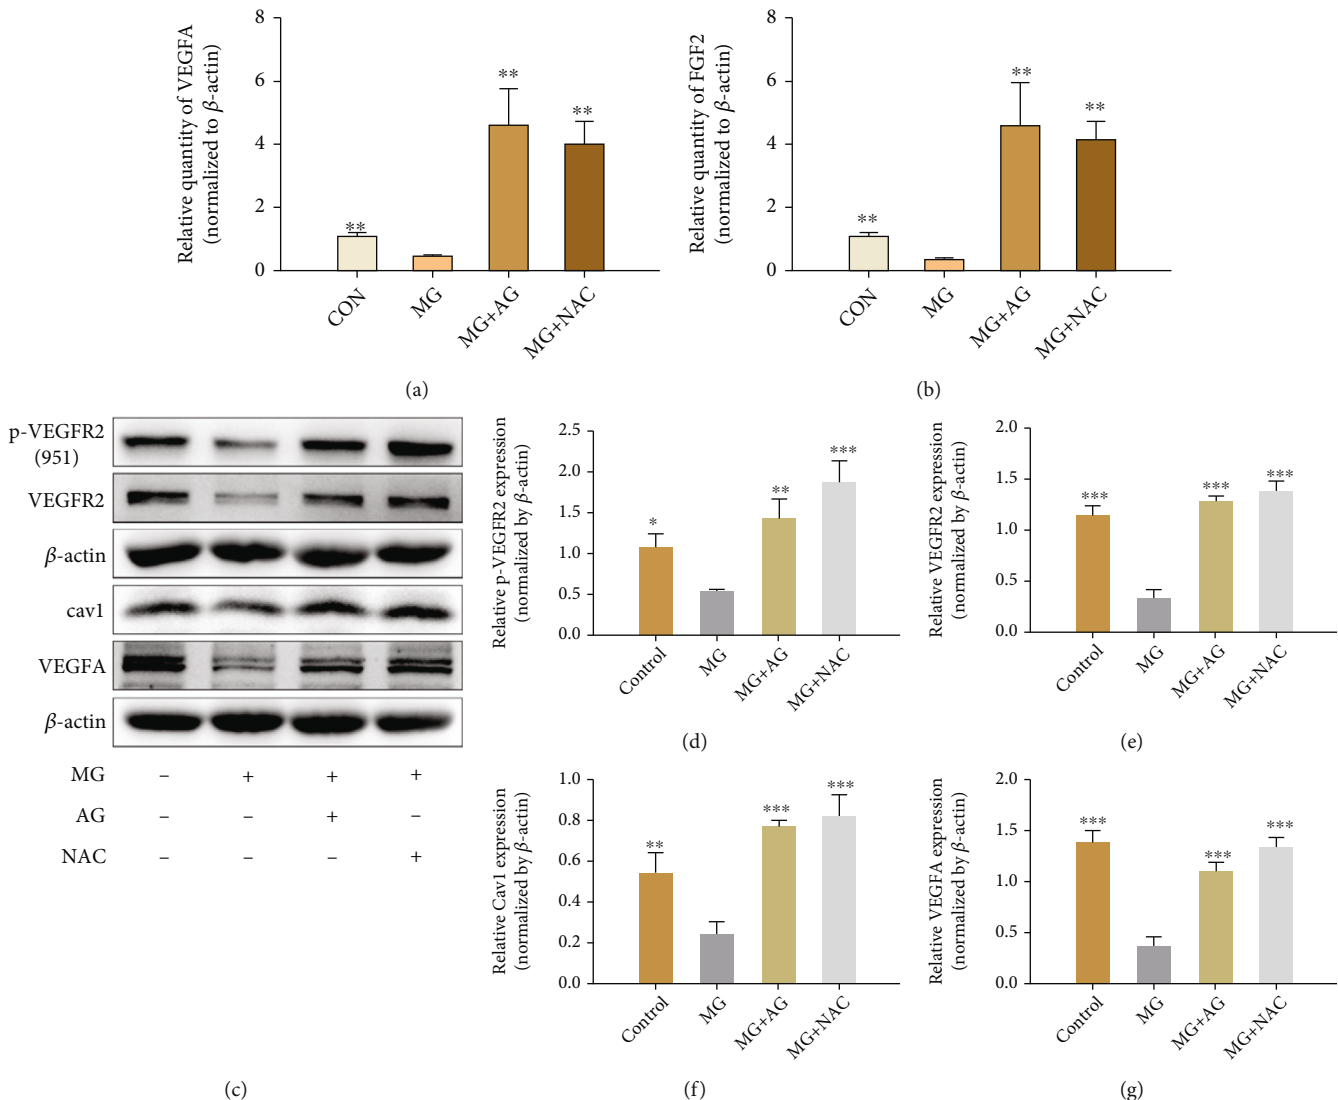 Relative quantity of VEGFA
(normalized to β-actin)
8
6
4
2
0
**
**
**
CON
MG
MG+AG
MG+NAC
(a)
Relative quantity of FGF2
(normalized to β-actin)
8
6
4
2
0
**
**
**
CON
MG
MG+AG
MG+NAC
(b)
p-VEGFR2
(951)
VEGFR2
β-actin
cav1
VEGFA
β-actin
MG – + + +
AG – – + –
NAC – – – +
(c)
Relative p-VEGFR2 expression
(normalized by β-actin)
2.5
2.0
1.5
1.0
0.5
0.0
*
**
***
Control
MG
MG+AG
MG+NAC
(d)
Relative VEGFR2 expression
(normalized by β-actin)
2.0
1.5
1.0
0.5
0.0
***
***
***
Control
MG
MG+AG
MG+NAC
(e)
Relative Cav1 expression
(normalized by β-actin)
1.0
0.8
0.6
0.4
0.2
0.0
**
***
***
Control
MG
MG+AG
MG+NAC
(f)
Relative VEGFA expression
(normalized by β-actin)
2.0
1.5
1.0
0.5
0.0
***
***
***
Control
MG
MG+AG
MG+NAC
(g)